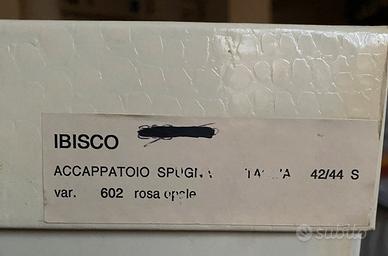 IBISCO
ACCAPPATOIO SPUGNA TAGLIA 42/44 S
var. 602 rosa opale
subito